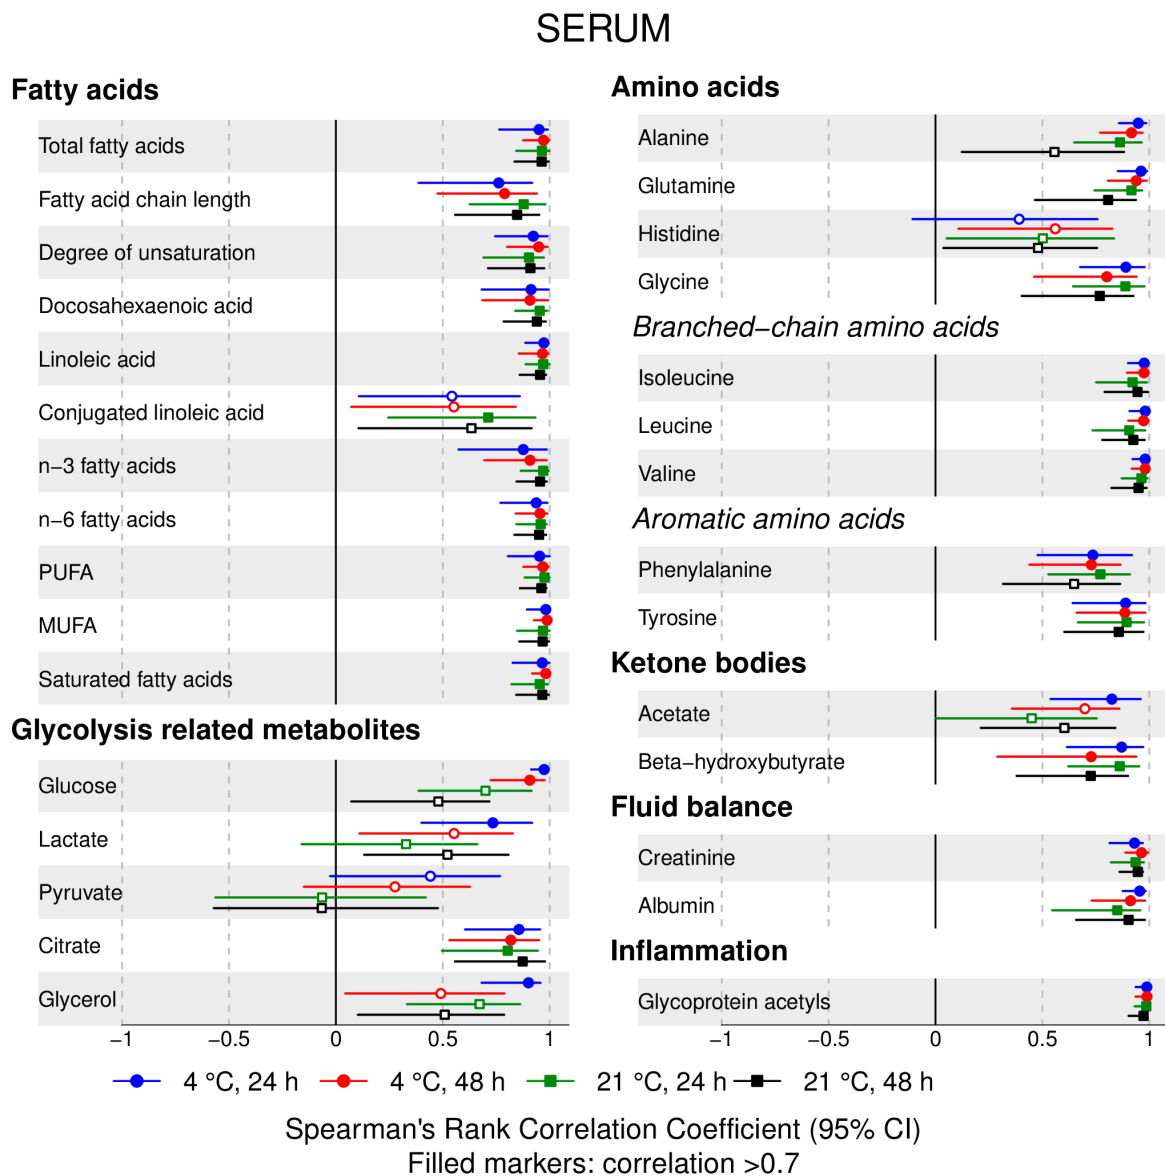 SERUM
Fatty acids
Total fatty acids
Fatty acid chain length
Degree of unsaturation
Docosahexaenoic acid
Linoleic acid
Conjugated linoleic acid
n−3 fatty acids
n−6 fatty acids
PUFA
MUFA
Saturated fatty acids
Glycolysis related metabolites
Glucose
Lactate
Pyruvate
Citrate
Glycerol
−1 −0.5 0 0.5 1
Amino acids
Alanine
Glutamine
Histidine
Glycine
Branched−chain amino acids
Isoleucine
Leucine
Valine
Aromatic amino acids
Phenylalanine
Tyrosine
Ketone bodies
Acetate
Beta−hydroxybutyrate
Fluid balance
Creatinine
Albumin
Inflammation
Glycoprotein acetyls
−1 −0.5 0 0.5 1
4 °C, 24 h 4 °C, 48 h 21 °C, 24 h 21 °C, 48 h
Spearman's Rank Correlation Coefficient (95% CI)
Filled markers: correlation >0.7